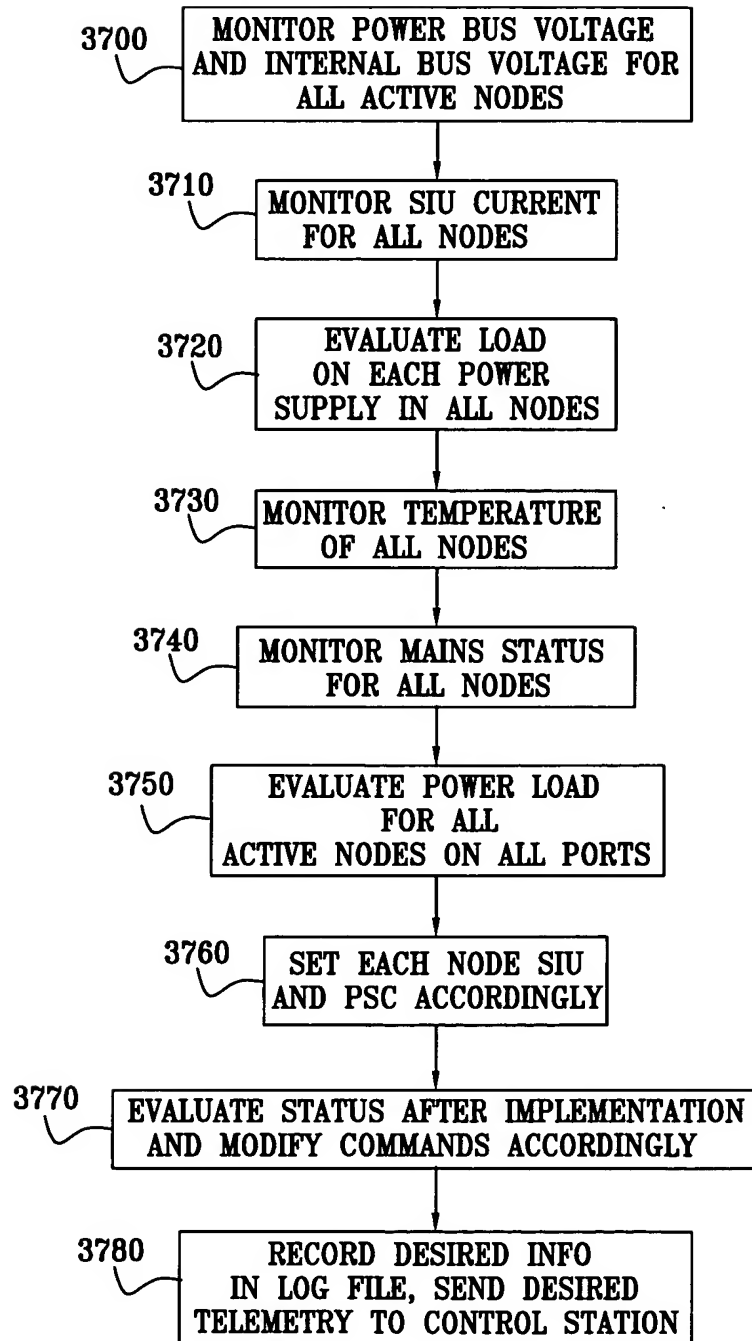 3700
MONITOR POWER BUS VOLTAGE
AND INTERNAL BUS VOLTAGE FOR
ALL ACTIVE NODES
3710
MONITOR SIU CURRENT
FOR ALL NODES
3720
EVALUATE LOAD
ON EACH POWER
SUPPLY IN ALL NODES
3730
MONITOR TEMPERATURE
OF ALL NODES
3740
MONITOR MAINS STATUS
FOR ALL NODES
3750
EVALUATE POWER LOAD
FOR ALL
ACTIVE NODES ON ALL PORTS
3760
SET EACH NODE SIU
AND PSC ACCORDINGLY
3770
EVALUATE STATUS AFTER IMPLEMENTATION
AND MODIFY COMMANDS ACCORDINGLY
3780
RECORD DESIRED INFO
IN LOG FILE, SEND DESIRED
TELEMETRY TO CONTROL STATION